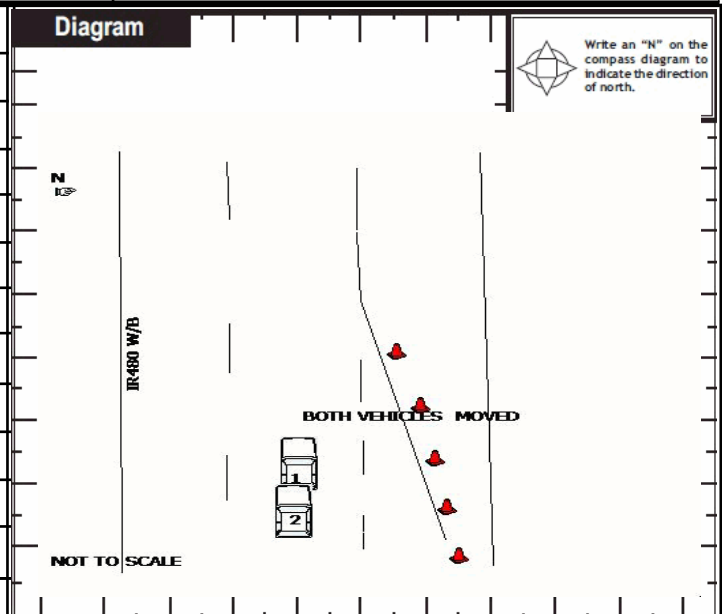 Diagram
Write an “N” on the
compass diagram to
indicate the direction
of north.
N
IR480 W/B
BOTH VEHICLES MOVED
1
2
NOT TO SCALE